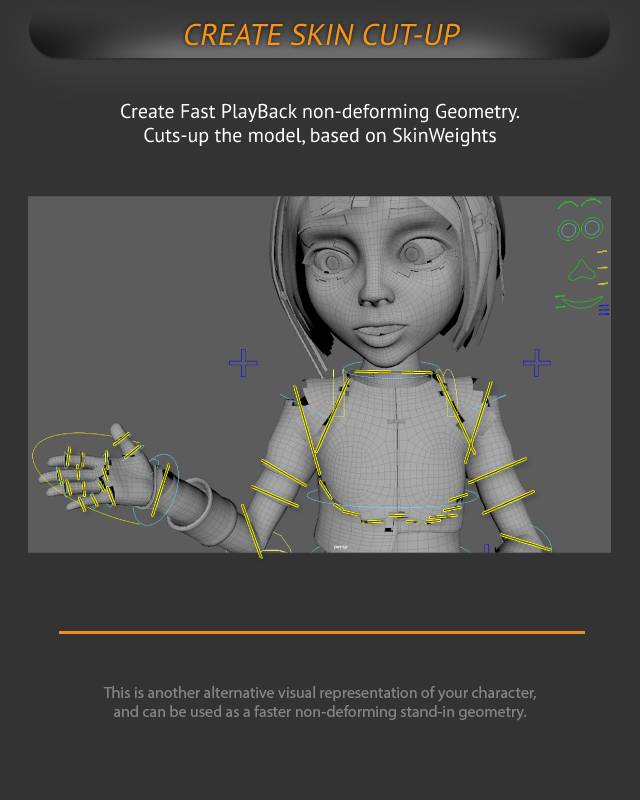 CREATE SKIN CUT-UP
Create Fast PlayBack non-deforming Geometry.
Cuts-up the model, based on SkinWeights
persp
This is another alternative visual representation of your character,
and can be used as a faster non-deforming stand-in geometry.